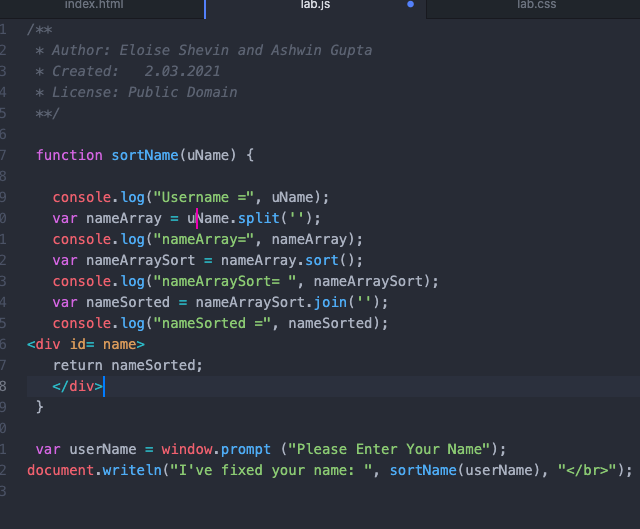 index.html lab.js lab.css
1 /**
2 * Author: Eloise Shevin and Ashwin Gupta
3 * Created:   2.03.2021
4 * License: Public Domain
5 **/
6
7 function sortName(uName) {
8
9 console.log("Username =", uName);
0 var nameArray = uName.split('');
1 console.log("nameArray=", nameArray);
2 var nameArraySort = nameArray.sort();
3 console.log("nameArraySort= ", nameArraySort);
4 var nameSorted = nameArraySort.join('');
5 console.log("nameSorted =", nameSorted);
6 <div id= name>
7 return nameSorted;
8 </div>
9 }
0
1 var userName = window.prompt ("Please Enter Your Name");
2 document.writeln("I've fixed your name: ", sortName(userName), "</br>");
3